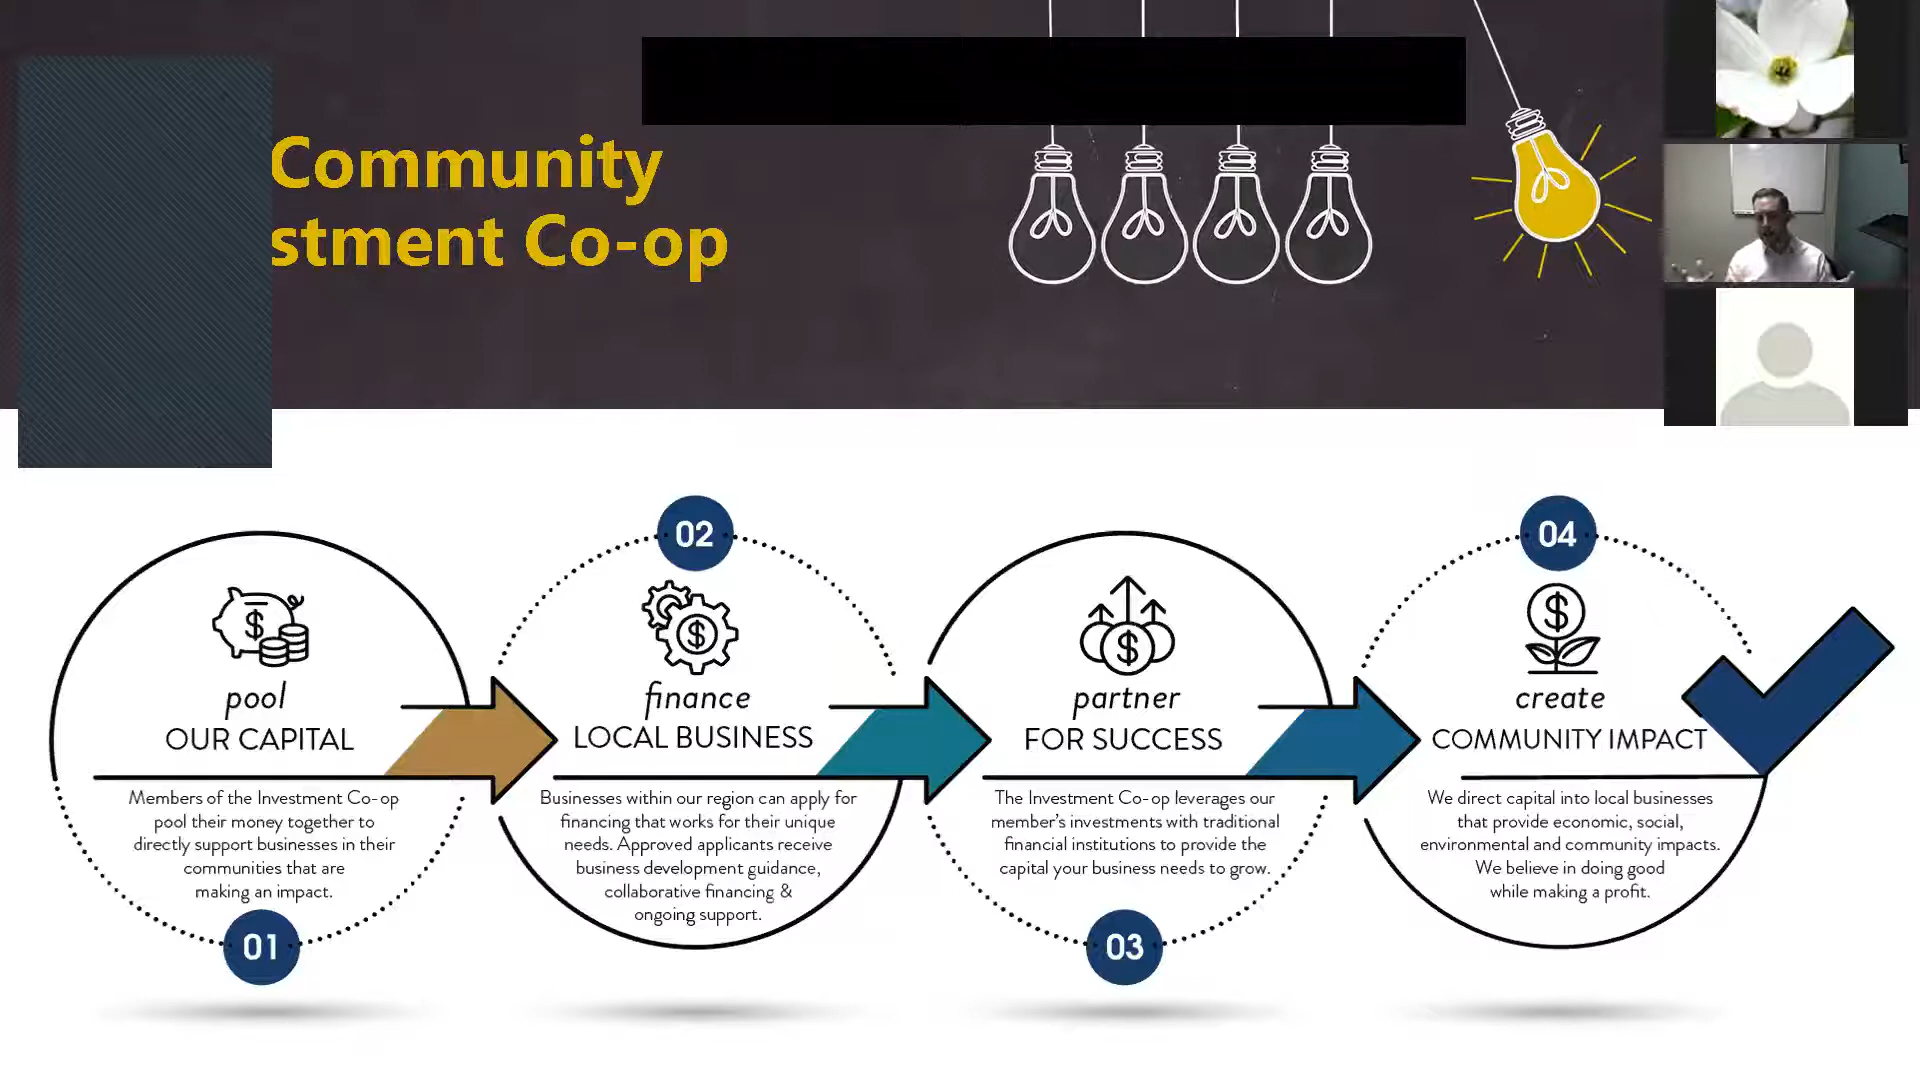 Community
stment Co-op
02
04
pool
OUR CAPITAL
Members of the Investment Co-op
pool their money together to
directly support businesses in their
communities that are
making an impact.
01
finance
LOCAL BUSINESS
Businesses within our region can apply for
financing that works for their unique
needs. Approved applicants receive
business development guidance,
collaborative financing &
ongoing support.
partner
FOR SUCCESS
The Investment Co-op leverages our
member's investments with traditional
financial institutions to provide the
capital your business needs to grow.
03
create
COMMUNITY IMPACT
We direct capital into local businesses
that provide economic, social,
environmental and community impacts.
We believe in doing good
while making a profit.